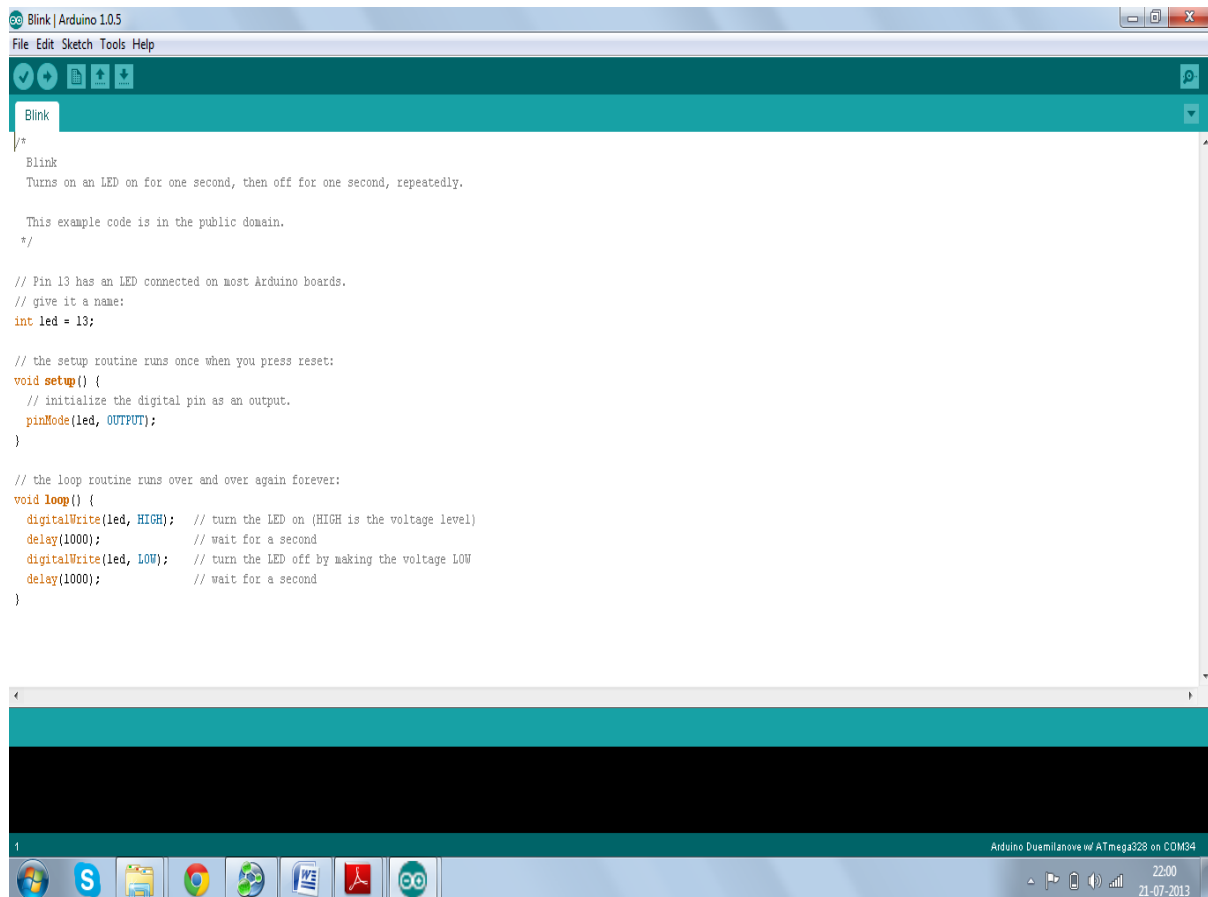 Blink | Arduino 1.0.5
File Edit Sketch Tools Help
Blink
/*
Blink
Turns on an LED on for one second, then off for one second, repeatedly.
This example code is in the public domain.
*/
// Pin 13 has an LED connected on most Arduino boards.
// give it a name:
int led = 13;
// the setup routine runs once when you press reset:
void setup() {
// initialize the digital pin as an output.
pinMode(led, OUTPUT);
}
// the loop routine runs over and over again forever:
void loop() {
digitalWrite(led, HIGH); // turn the LED on (HIGH is the voltage level)
delay(1000); // wait for a second
digitalWrite(led, LOW); // turn the LED off by making the voltage LOW
delay(1000); // wait for a second
}
1
Arduino Duemilanove w/ ATmega328 on COM34
22:00
21-07-2013